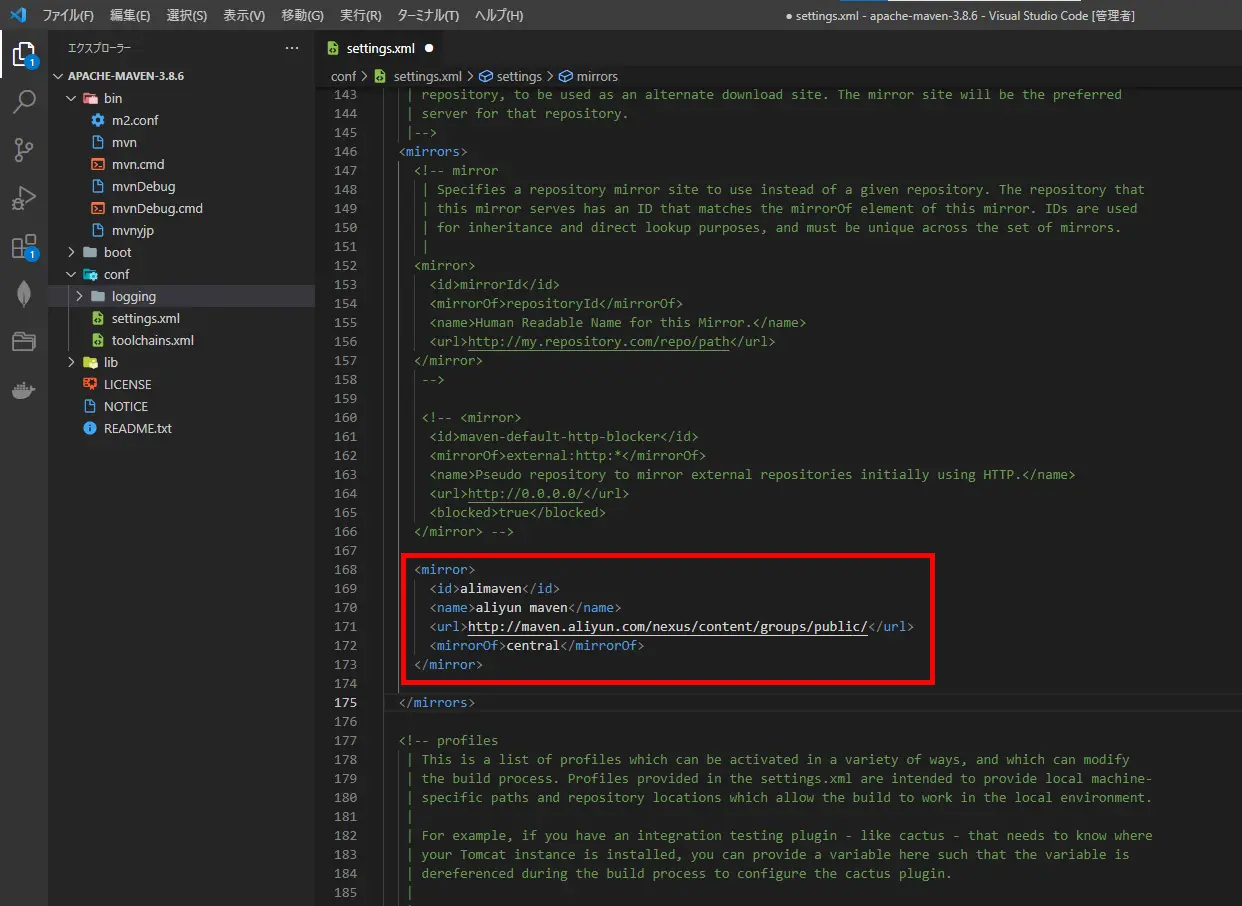 ファイル(F) 編集(E) 選択(S) 表示(V) 移動(G) 実行(R) ターミナル(T) ヘルプ(H) ● settings.xml - apache-maven-3.8.6 - Visual Studio Code [管理者]
エクスプローラー ···
settings.xml ●
conf > settings.xml > settings > mirrors
1
1
APACHE-MAVEN-3.8.6
bin
m2.conf
mvn
mvn.cmd
mvnDebug
mvnDebug.cmd
mvnyjp
boot
conf
logging
settings.xml
toolchains.xml
lib
LICENSE
NOTICE
README.txt
143 | repository, to be used as an alternate download site. The mirror site will be the preferred
144 | server for that repository.
145 |-->
146 <mirrors>
147 <!-- mirror
148 | Specifies a repository mirror site to use instead of a given repository. The repository that
149 | this mirror serves has an ID that matches the mirrorOf element of this mirror. IDs are used
150 | for inheritance and direct lookup purposes, and must be unique across the set of mirrors.
151 |
152 <mirror>
153 <id>mirrorId</id>
154 <mirrorOf>repositoryId</mirrorOf>
155 <name>Human Readable Name for this Mirror.</name>
156 <url>http://my.repository.com/repo/path</url>
157 </mirror>
158 -->
159
160 <!-- <mirror>
161 <id>maven-default-http-blocker</id>
162 <mirrorOf>external:http:*</mirrorOf>
163 <name>Pseudo repository to mirror external repositories initially using HTTP.</name>
164 <url>http://0.0.0.0/</url>
165 <blocked>true</blocked>
166 </mirror> -->
167
168 <mirror>
169 <id>alimaven</id>
170 <name>aliyun maven</name>
171 <url>http://maven.aliyun.com/nexus/content/groups/public/</url>
172 <mirrorOf>central</mirrorOf>
173 </mirror>
174
175 </mirrors>
176
177 <!-- profiles
178 | This is a list of profiles which can be activated in a variety of ways, and which can modify
179 | the build process. Profiles provided in the settings.xml are intended to provide local machine-
180 | specific paths and repository locations which allow the build to work in the local environment.
181 |
182 | For example, if you have an integration testing plugin - like cactus - that needs to know where
183 | your Tomcat instance is installed, you can provide a variable here such that the variable is
184 | dereferenced during the build process to configure the cactus plugin.
185 |